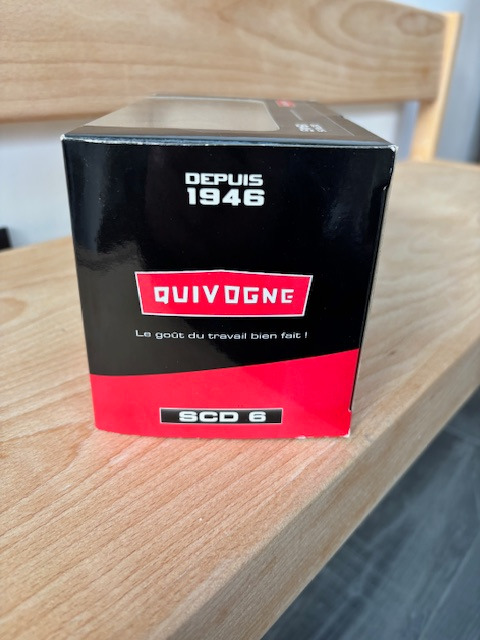 DEPUIS
1946
QUIVOGNE
Le goût du travail bien fait !
SCD 6